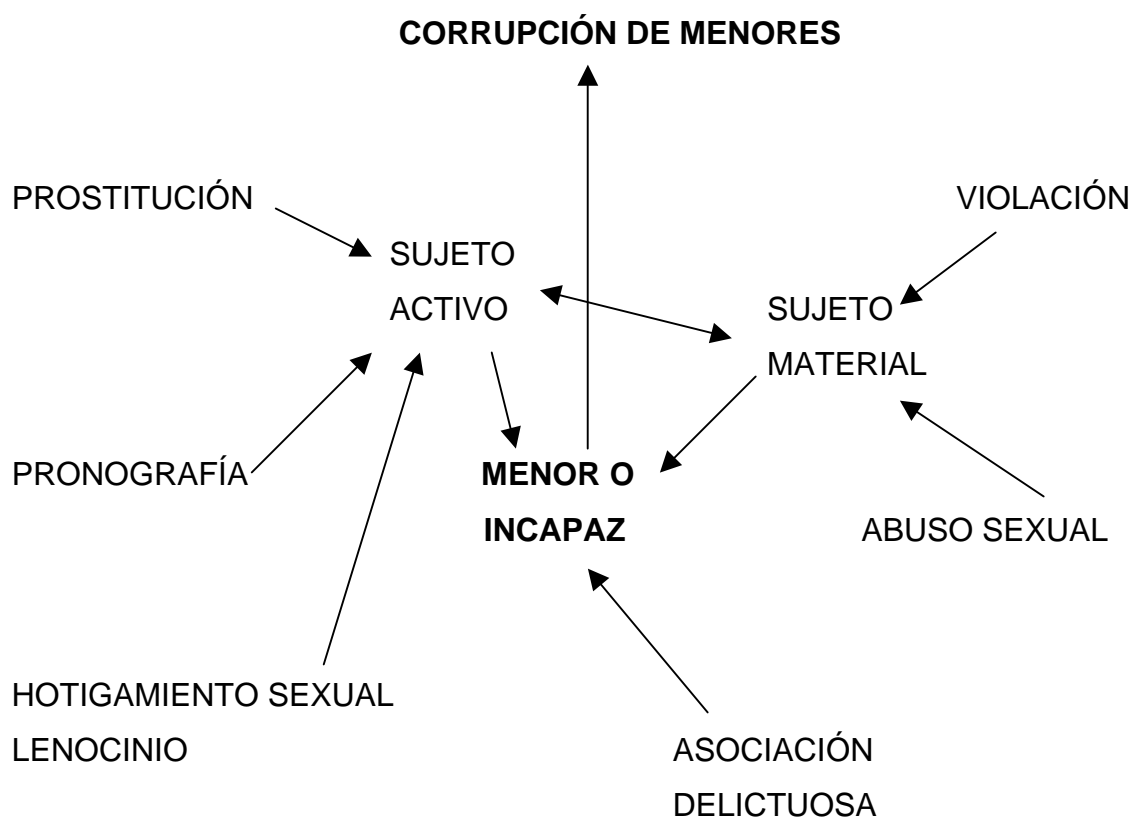 CORRUPCIÓN DE MENORES
PROSTITUCIÓN
VIOLACIÓN
SUJETO
ACTIVO
SUJETO
MATERIAL
PRONOGRAFÍA
MENOR O
INCAPAZ
ABUSO SEXUAL
HOTIGAMIENTO SEXUAL
LENOCINIO
ASOCIACIÓN
DELICTUOSA